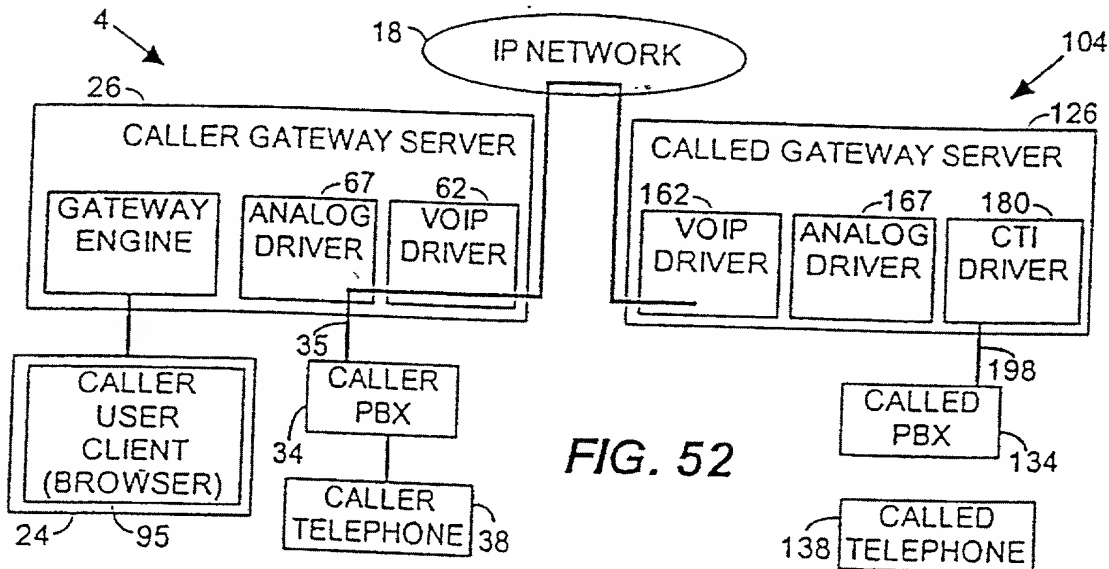 4
18
IP NETWORK
104
26
126
CALLER GATEWAY SERVER
GATEWAY
ENGINE
67
ANALOG
DRIVER
62
VOIP
DRIVER
CALLED GATEWAY SERVER
162
VOIP
DRIVER
167
ANALOG
DRIVER
180
CTI
DRIVER
35
198
CALLER
USER
CLIENT
(BROWSER)
24
95
CALLER
PBX
34
CALLER
TELEPHONE
38
FIG. 52
CALLED
PBX
134
138
CALLED
TELEPHONE